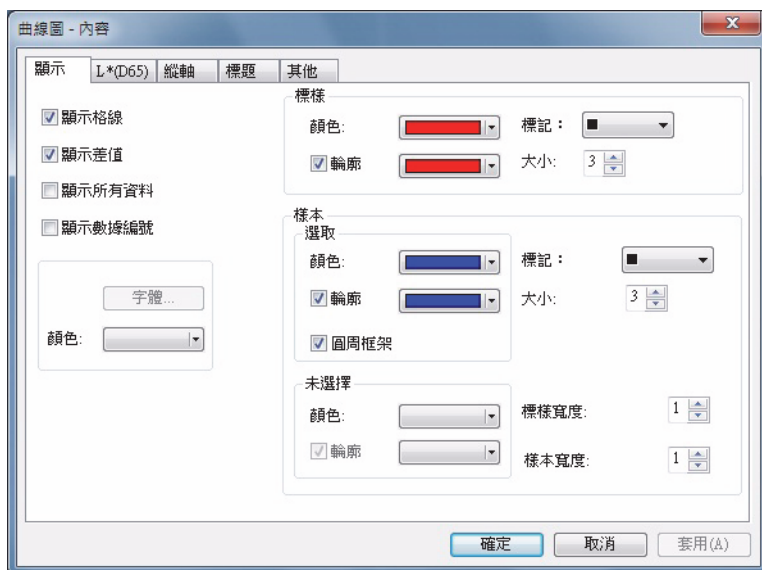 曲線圖 - 內容
顯示 L*(D65) 縱軸 標題 其他
顯示格線
顯示差值
顯示所有資料
顯示數據編號
字體...
顏色:
標樣
顏色: 標記：
輪廓 大小: 3
樣本
選取
顏色: 標記：
輪廓 大小: 3
圓周框架
未選擇
顏色: 標樣寬度: 1
輪廓 樣本寬度: 1
確定 取消 套用(A)